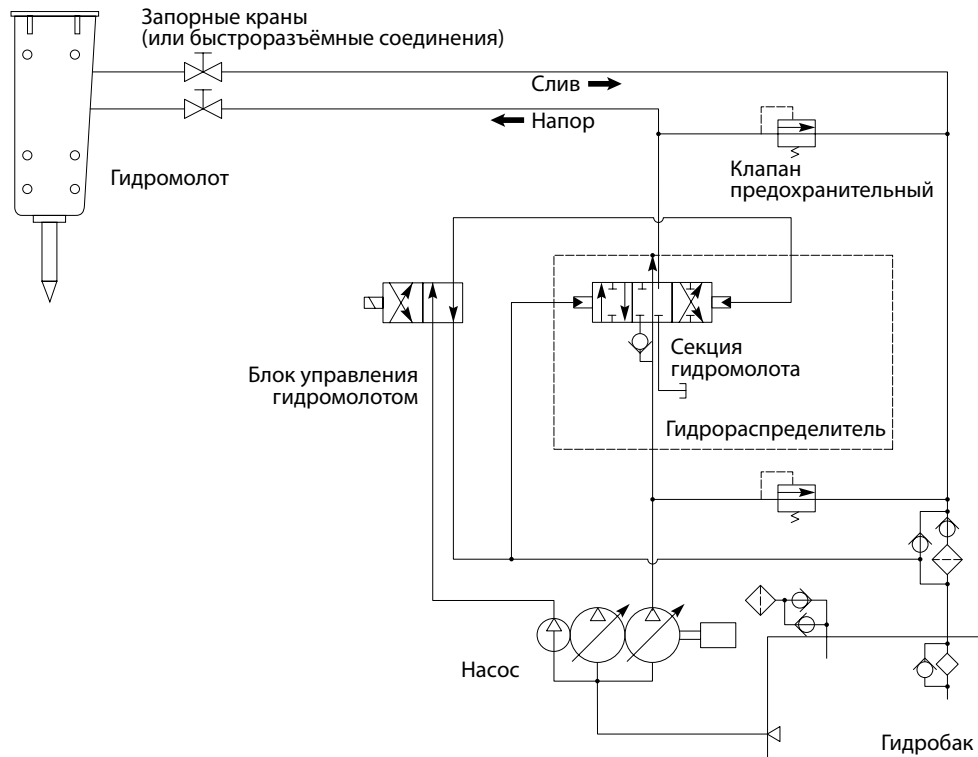 Запорные краны
(или быстроразъёмные соединения)
Слив
Напор
Гидромолот
Клапан
предохранительный
Секция
гидромолота
Блок управления
гидромолотом
Гидрораспределитель
Насос
Гидробак